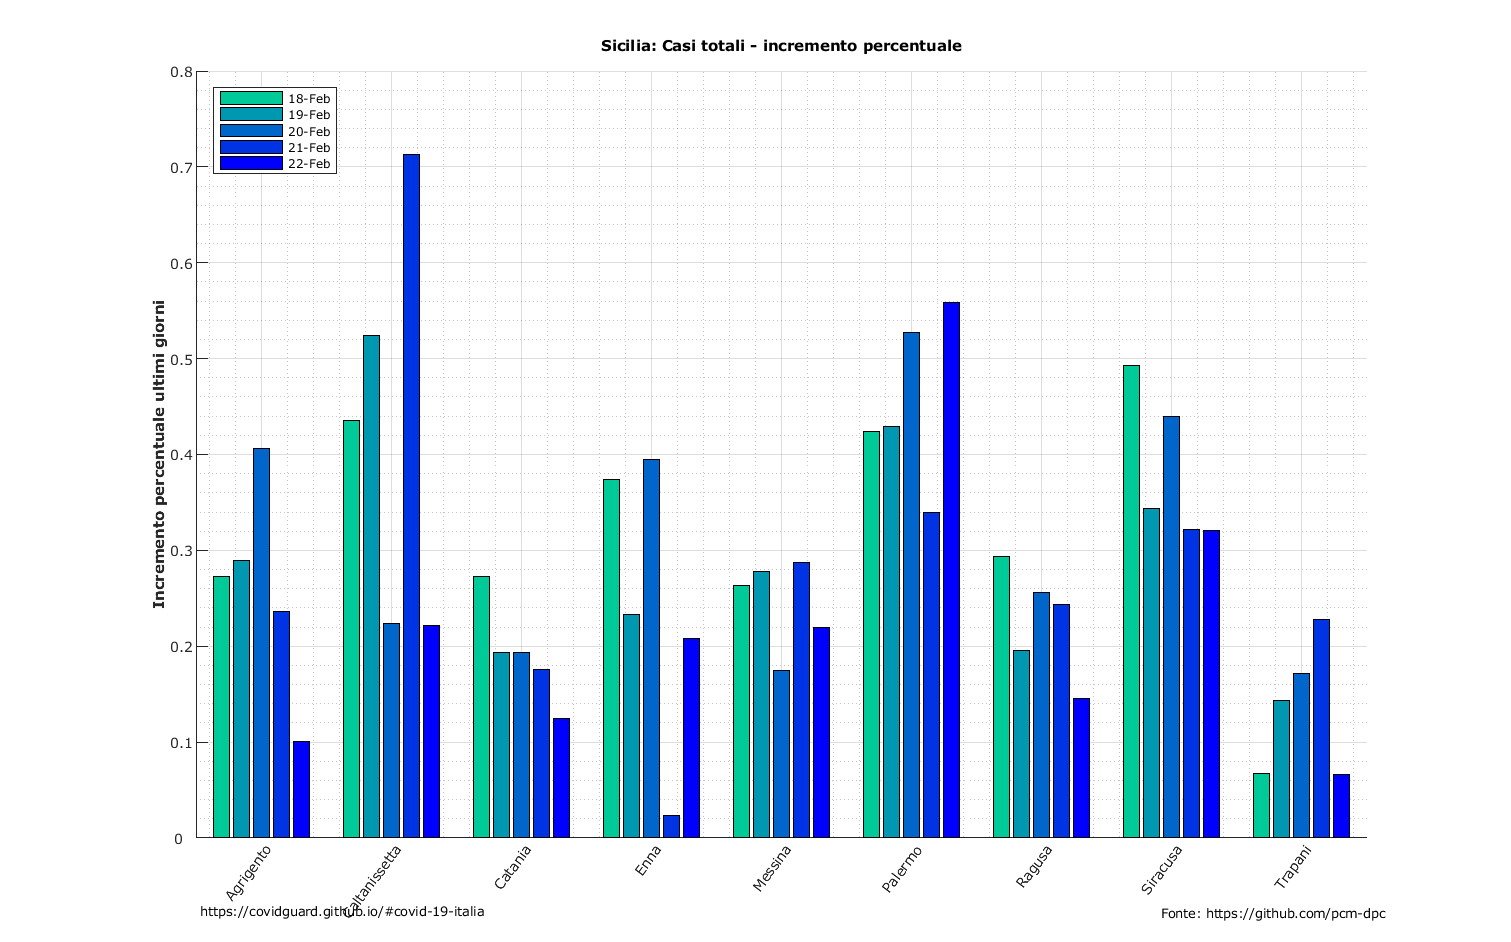 Sicilia: Casi totali - incremento percentuale
Incremento percentuale ultimi giorni
0.8
0.7
0.6
0.5
0.4
0.3
0.2
0.1
0
18-Feb
19-Feb
20-Feb
21-Feb
22-Feb
Agrigento
Caltanissetta
Catania
Enna
Messina
Palermo
Ragusa
Siracusa
Trapani
https://covidguard.github.io/#covid-19-italia
Fonte: https://github.com/pcm-dpc